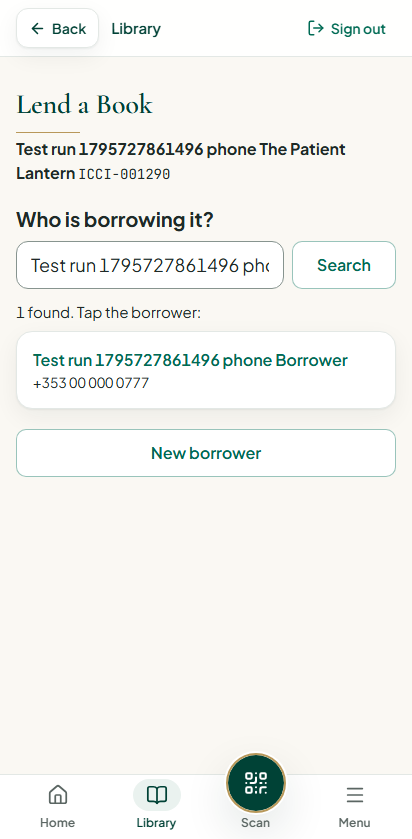 Back
Library
Sign out
Lend a Book
Test run 1795727861496 phone The Patient
Lantern ICCI-001290
Who is borrowing it?
Test run 1795727861496 pho
Search
1 found. Tap the borrower:
Test run 1795727861496 phone Borrower
+353 00 000 0777
New borrower
Home
Library
Scan
Menu